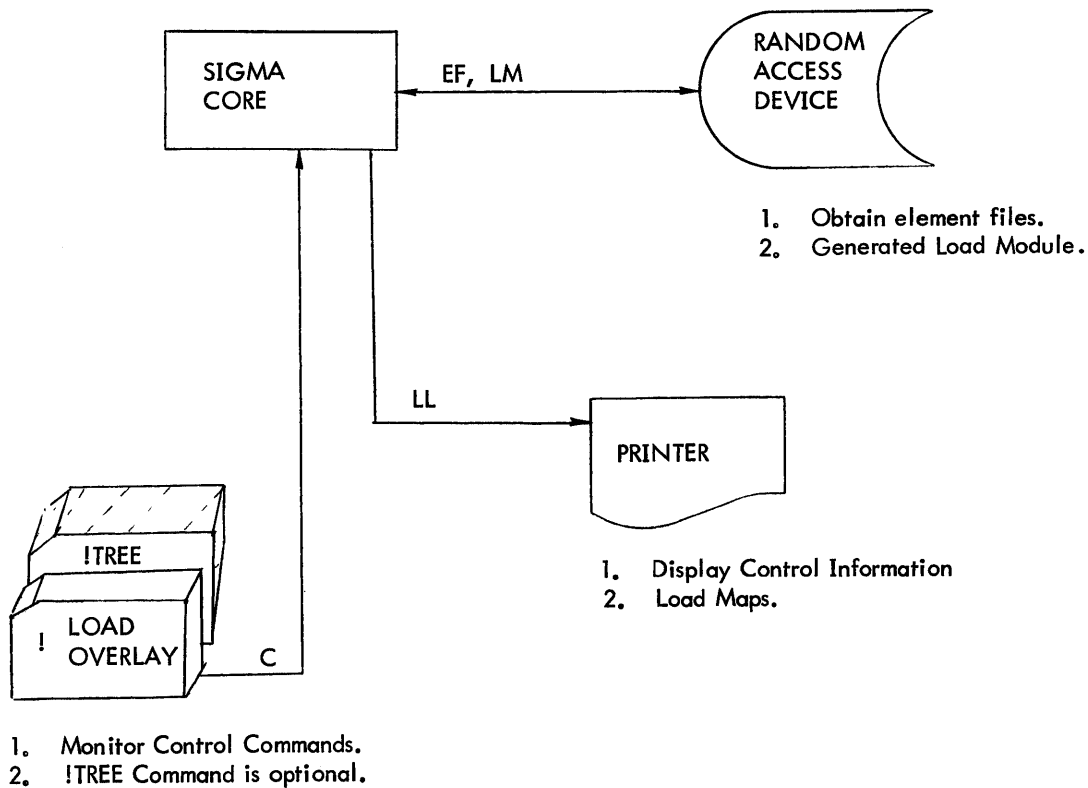 SIGMA
CORE
EF, LM
RANDOM
ACCESS
DEVICE
1. Obtain element files.
2. Generated Load Module.
LL
PRINTER
1. Display Control Information
2. Load Maps.
!TREE
! LOAD
OVERLAY
C
1. Monitor Control Commands.
2. !TREE Command is optional.